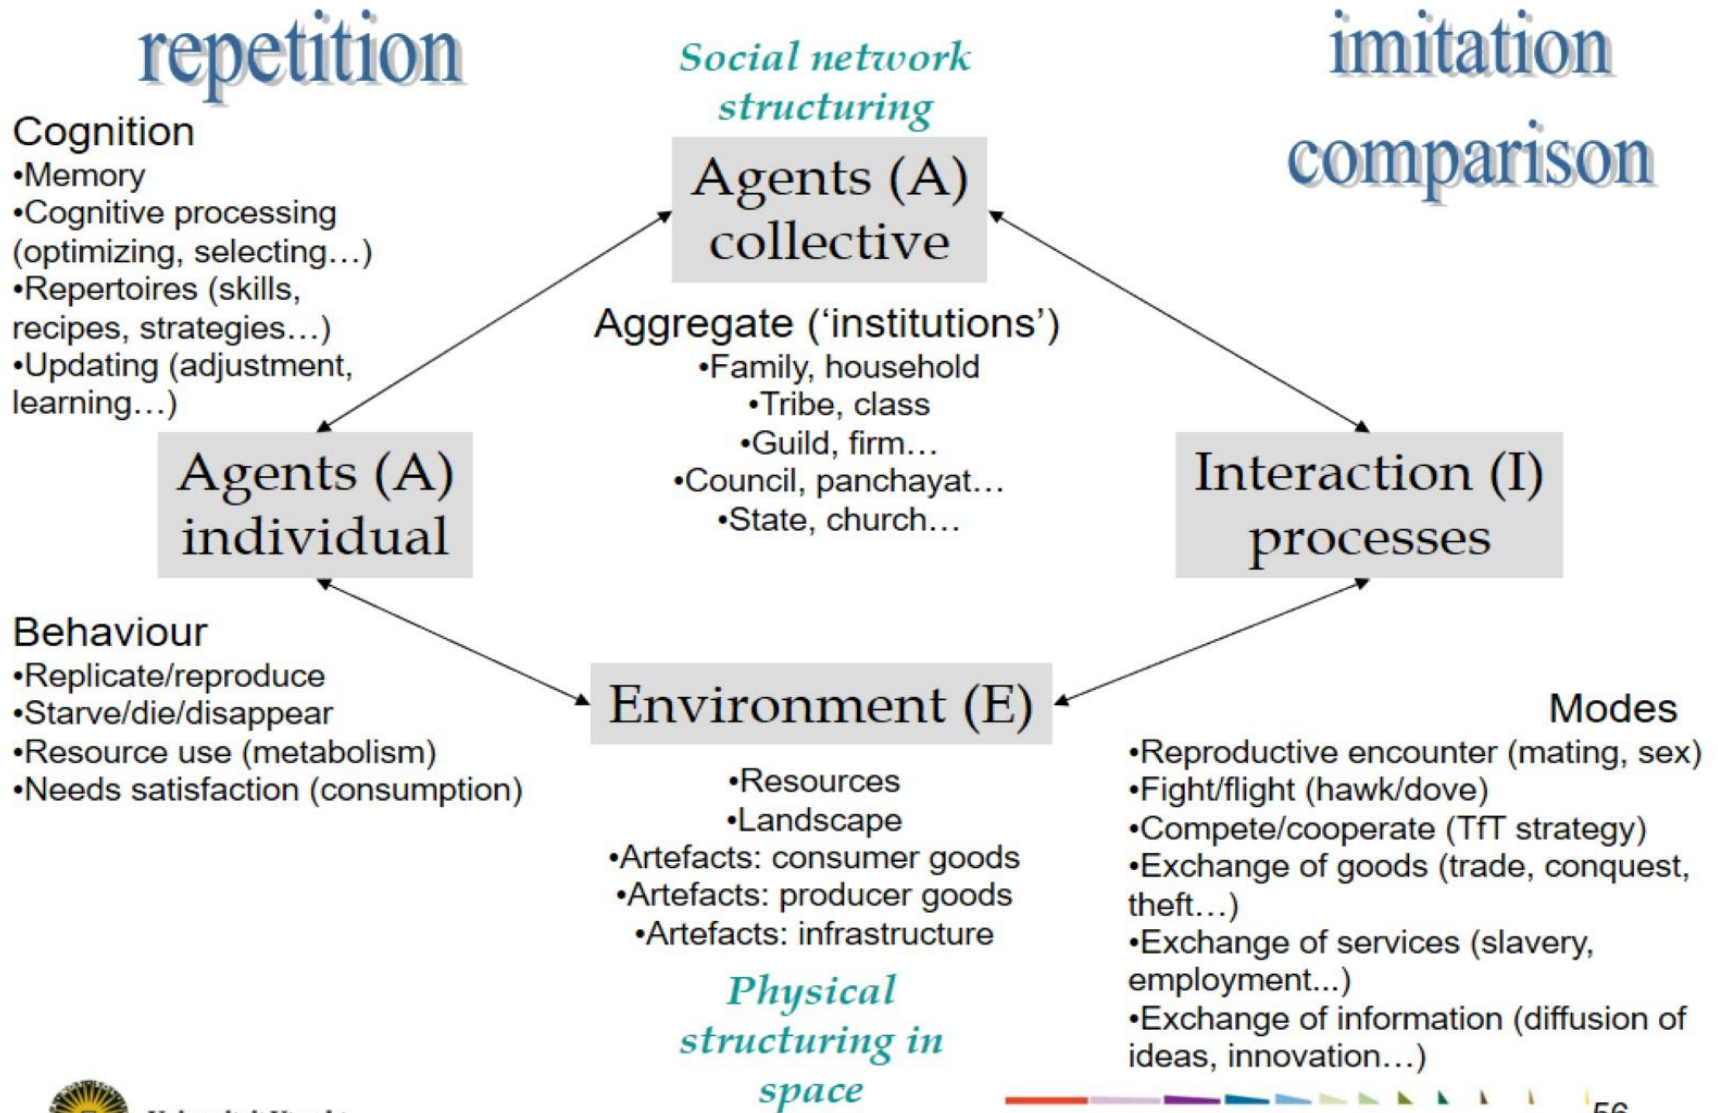 repetition
Cognition
•Memory
•Cognitive processing
(optimizing, selecting…)
•Repertoires (skills,
recipes, strategies…)
•Updating (adjustment,
learning…)
Agents (A)
individual
Behaviour
•Replicate/reproduce
•Starve/die/disappear
•Resource use (metabolism)
•Needs satisfaction (consumption)
Social network
structuring
Agents (A)
collective
Aggregate (‘institutions’)
•Family, household
•Tribe, class
•Guild, firm…
•Council, panchayat…
•State, church…
Environment (E)
•Resources
•Landscape
•Artefacts: consumer goods
•Artefacts: producer goods
•Artefacts: infrastructure
Physical
structuring in
space
imitation
comparison
Interaction (I)
processes
Modes
•Reproductive encounter (mating, sex)
•Fight/flight (hawk/dove)
•Compete/cooperate (TfT strategy)
•Exchange of goods (trade, conquest,
theft…)
•Exchange of services (slavery,
employment...)
•Exchange of information (diffusion of
ideas, innovation…)
56